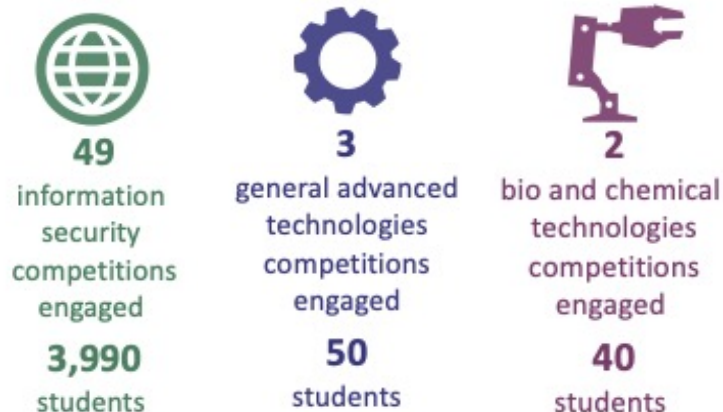 49
information
security
competitions
engaged
3,990
students
3
general advanced
technologies
competitions
engaged
50
students
2
bio and chemical
technologies
competitions
engaged
40
students